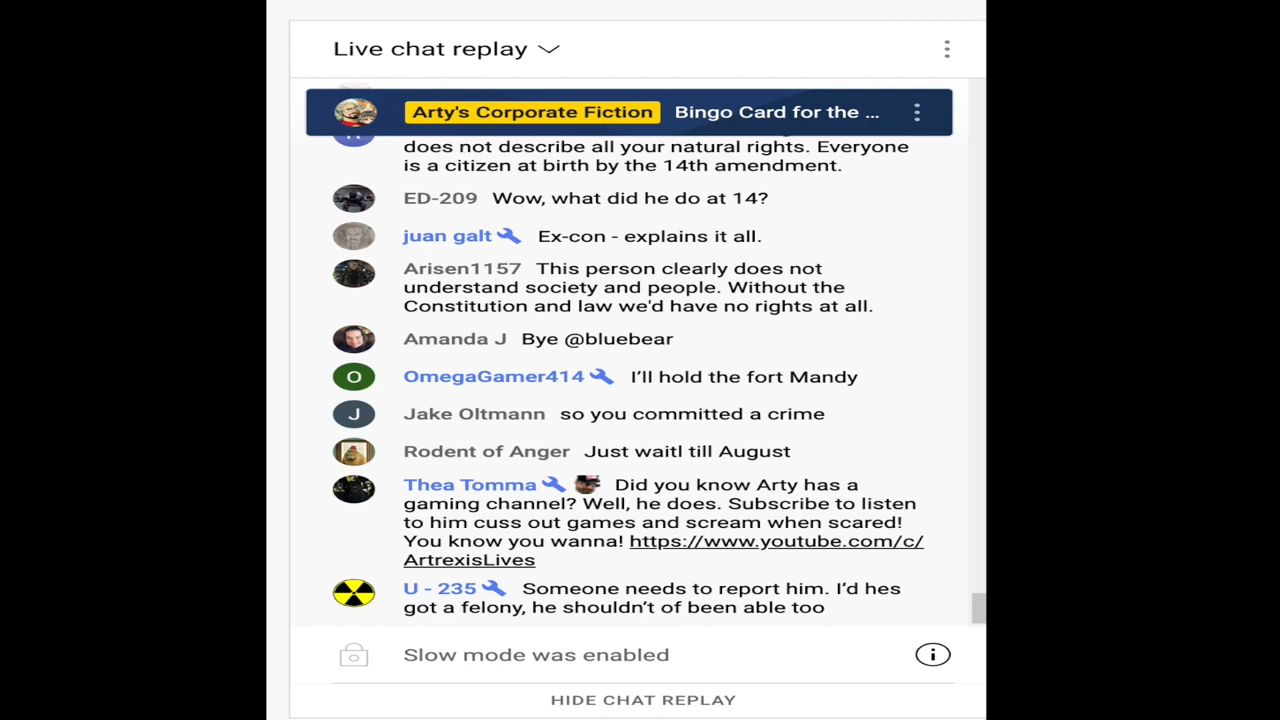 Live chat replay
Arty's Corporate Fiction Bingo Card for the ...
does not describe all your natural rights. Everyone
is a citizen at birth by the 14th amendment.
ED-209 Wow, what did he do at 14?
juan galt Ex-con - explains it all.
Arisen1157 This person clearly does not
understand society and people. Without the
Constitution and law we'd have no rights at all.
Amanda J Bye @bluebear
O OmegaGamer414 I'll hold the fort Mandy
J Jake Oltmann so you committed a crime
Rodent of Anger Just waitl till August
Thea Tomma Did you know Arty has a
gaming channel? Well, he does. Subscribe to listen
to him cuss out games and scream when scared!
You know you wanna! https://www.youtube.com/c/
ArtrexisLives
U - 235 Someone needs to report him. I'd hes
got a felony, he shouldn't of been able too
Slow mode was enabled
HIDE CHAT REPLAY